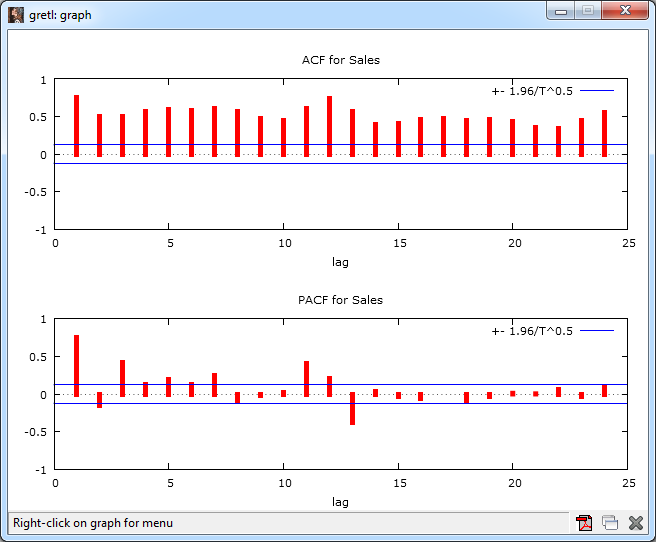 gretl: graph
ACF for Sales
+- 1.96/T^0.5
1
0.5
0
-0.5
-1
0 5 10 15 20 25
lag
PACF for Sales
+- 1.96/T^0.5
1
0.5
0
-0.5
-1
0 5 10 15 20 25
lag
Right-click on graph for menu